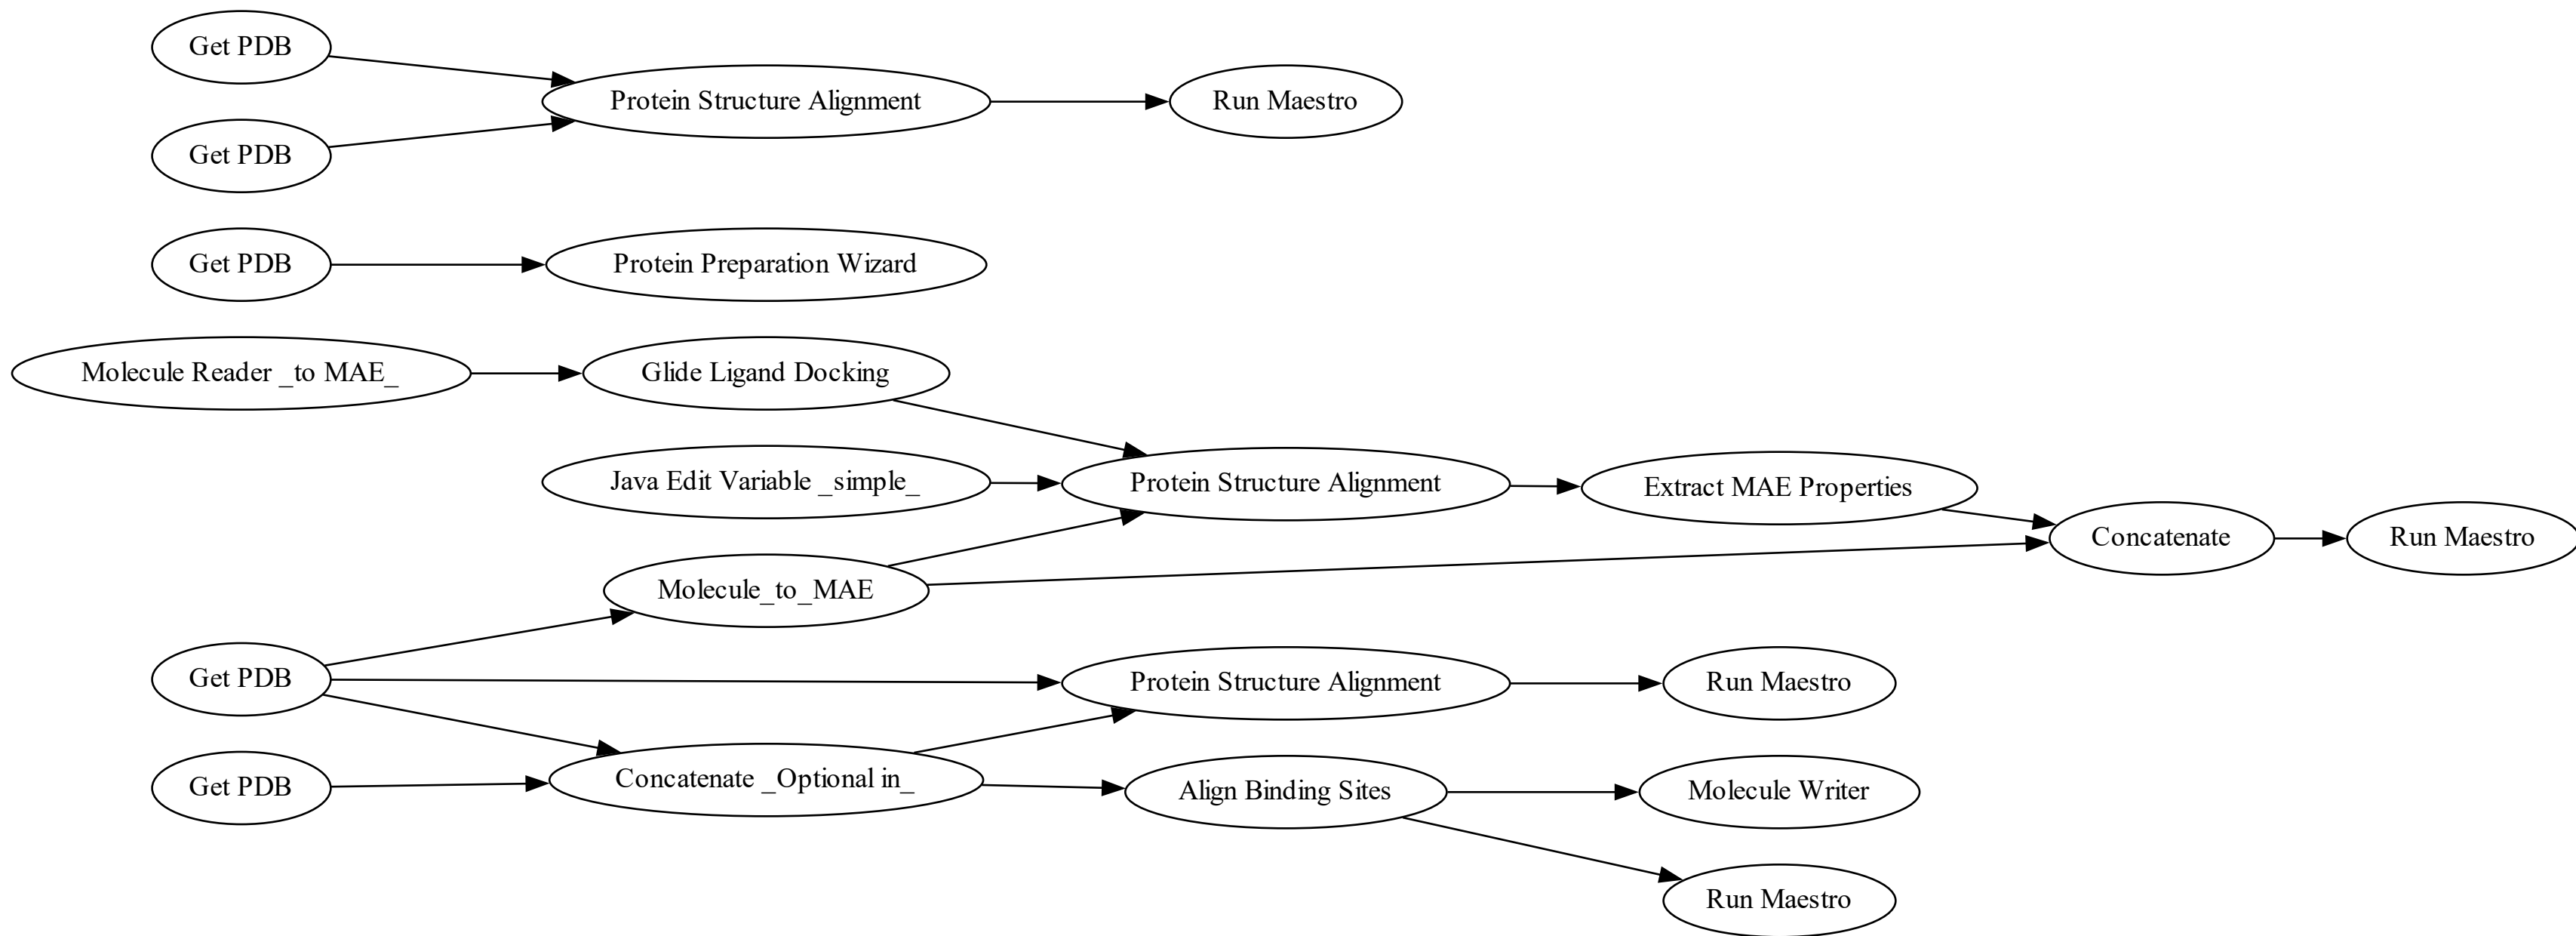 Get PDB
Protein Structure Alignment
Run Maestro
Get PDB
Get PDB
Protein Preparation Wizard
Molecule Reader _to MAE_
Glide Ligand Docking
Java Edit Variable _simple_
Protein Structure Alignment
Extract MAE Properties
Concatenate
Run Maestro
Molecule_to_MAE
Get PDB
Protein Structure Alignment
Run Maestro
Get PDB
Concatenate _Optional in_
Align Binding Sites
Molecule Writer
Run Maestro